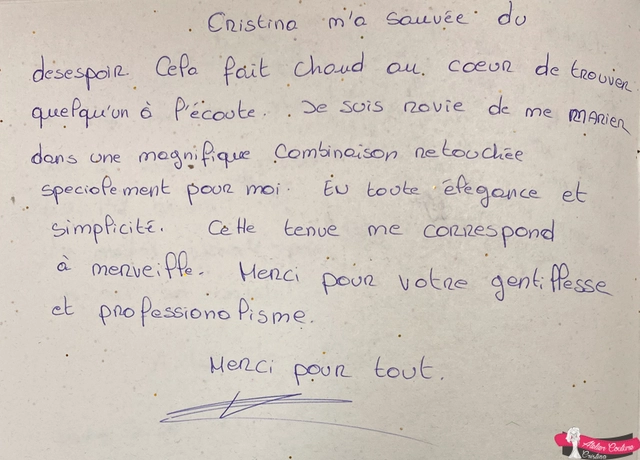 Cristina m'a sauvée du
désespoir. Cela fait chaud au coeur de trouver
quelqu'un à l'écoute. Je suis ravie de me marier
dans une magnifique combinaison retouchée
specialement pour moi. En toute élégance et
simplicité. Cette tenue me correspond
à merveille. Merci pour votre gentillesse
et professionalisme.
Merci pour tout.
Atelier Couture
Cristina